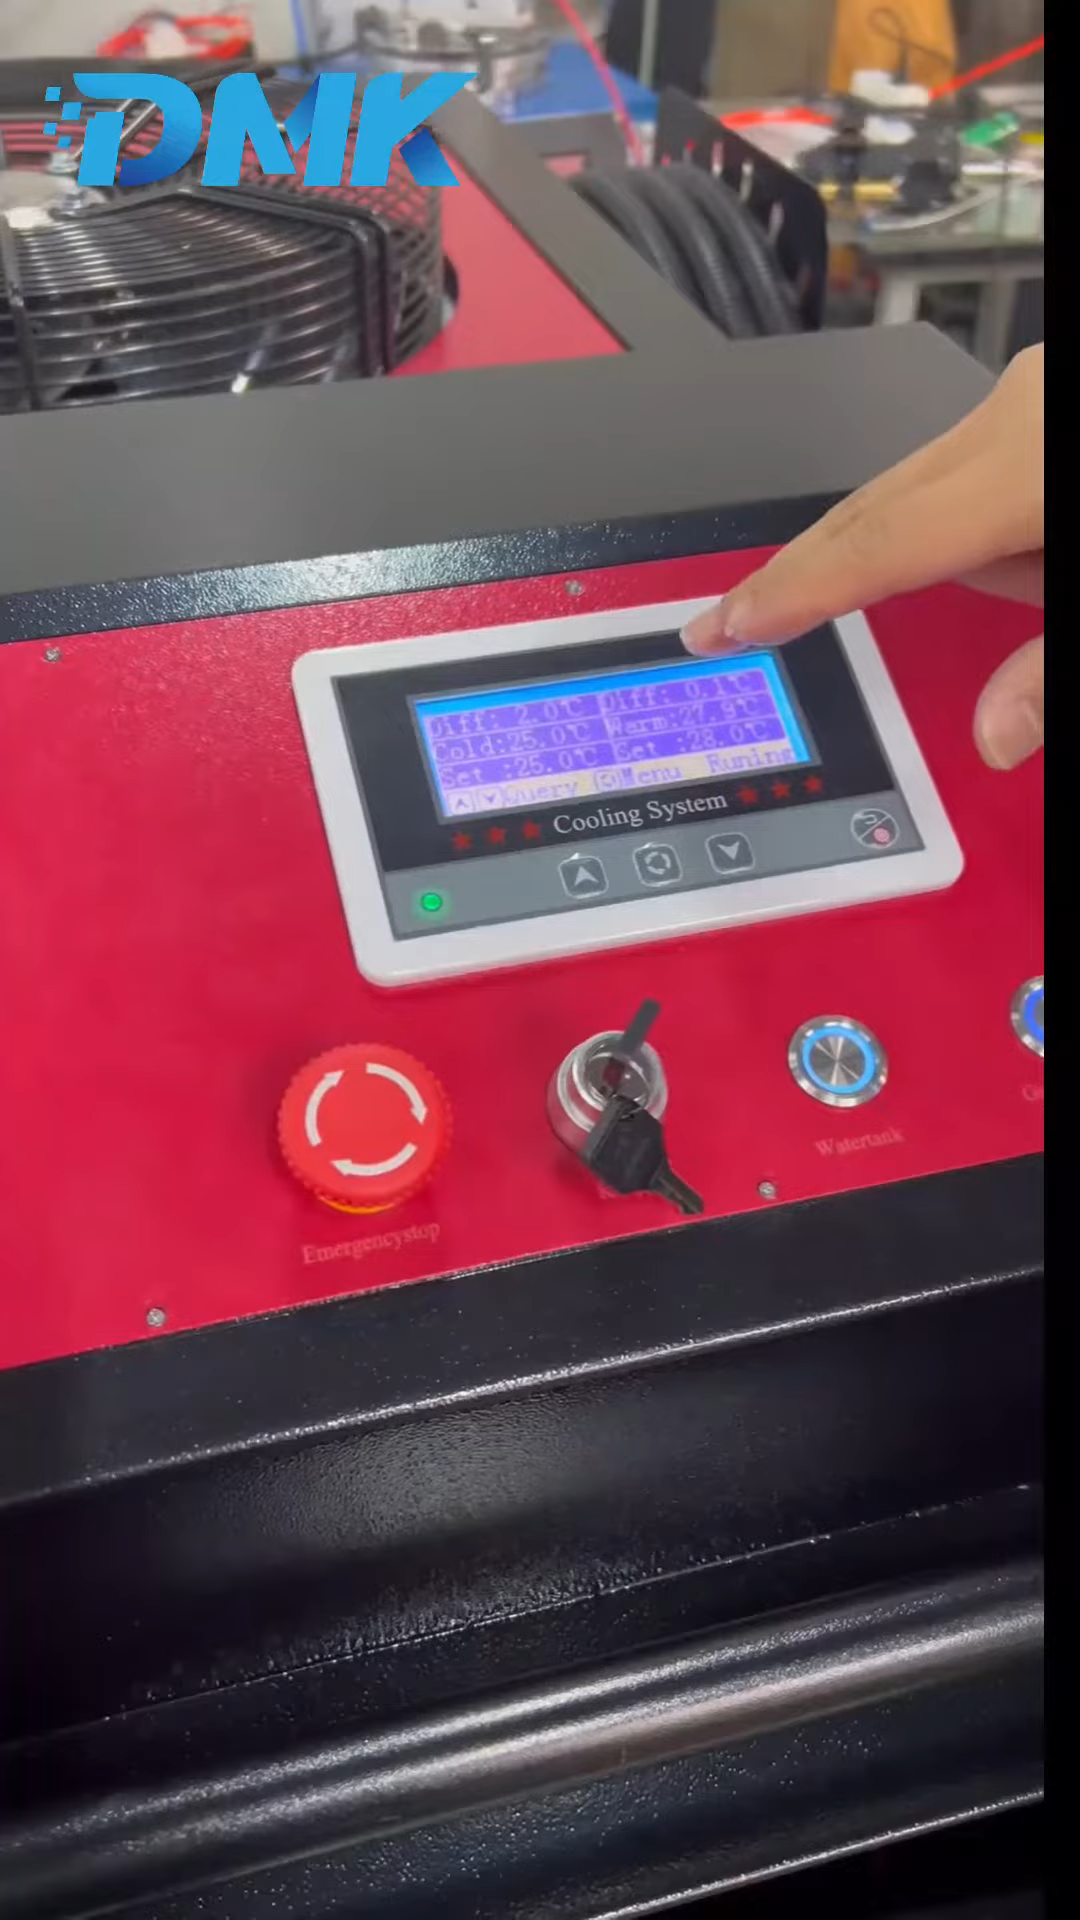 DMK
Diff: 2.0℃ Diff: 0.1℃
Cold:25.0℃ Warm:27.9℃
Set :25.0℃ Set :28.0℃
Query Menu Runing
Cooling System
Emergencystop
Watertank